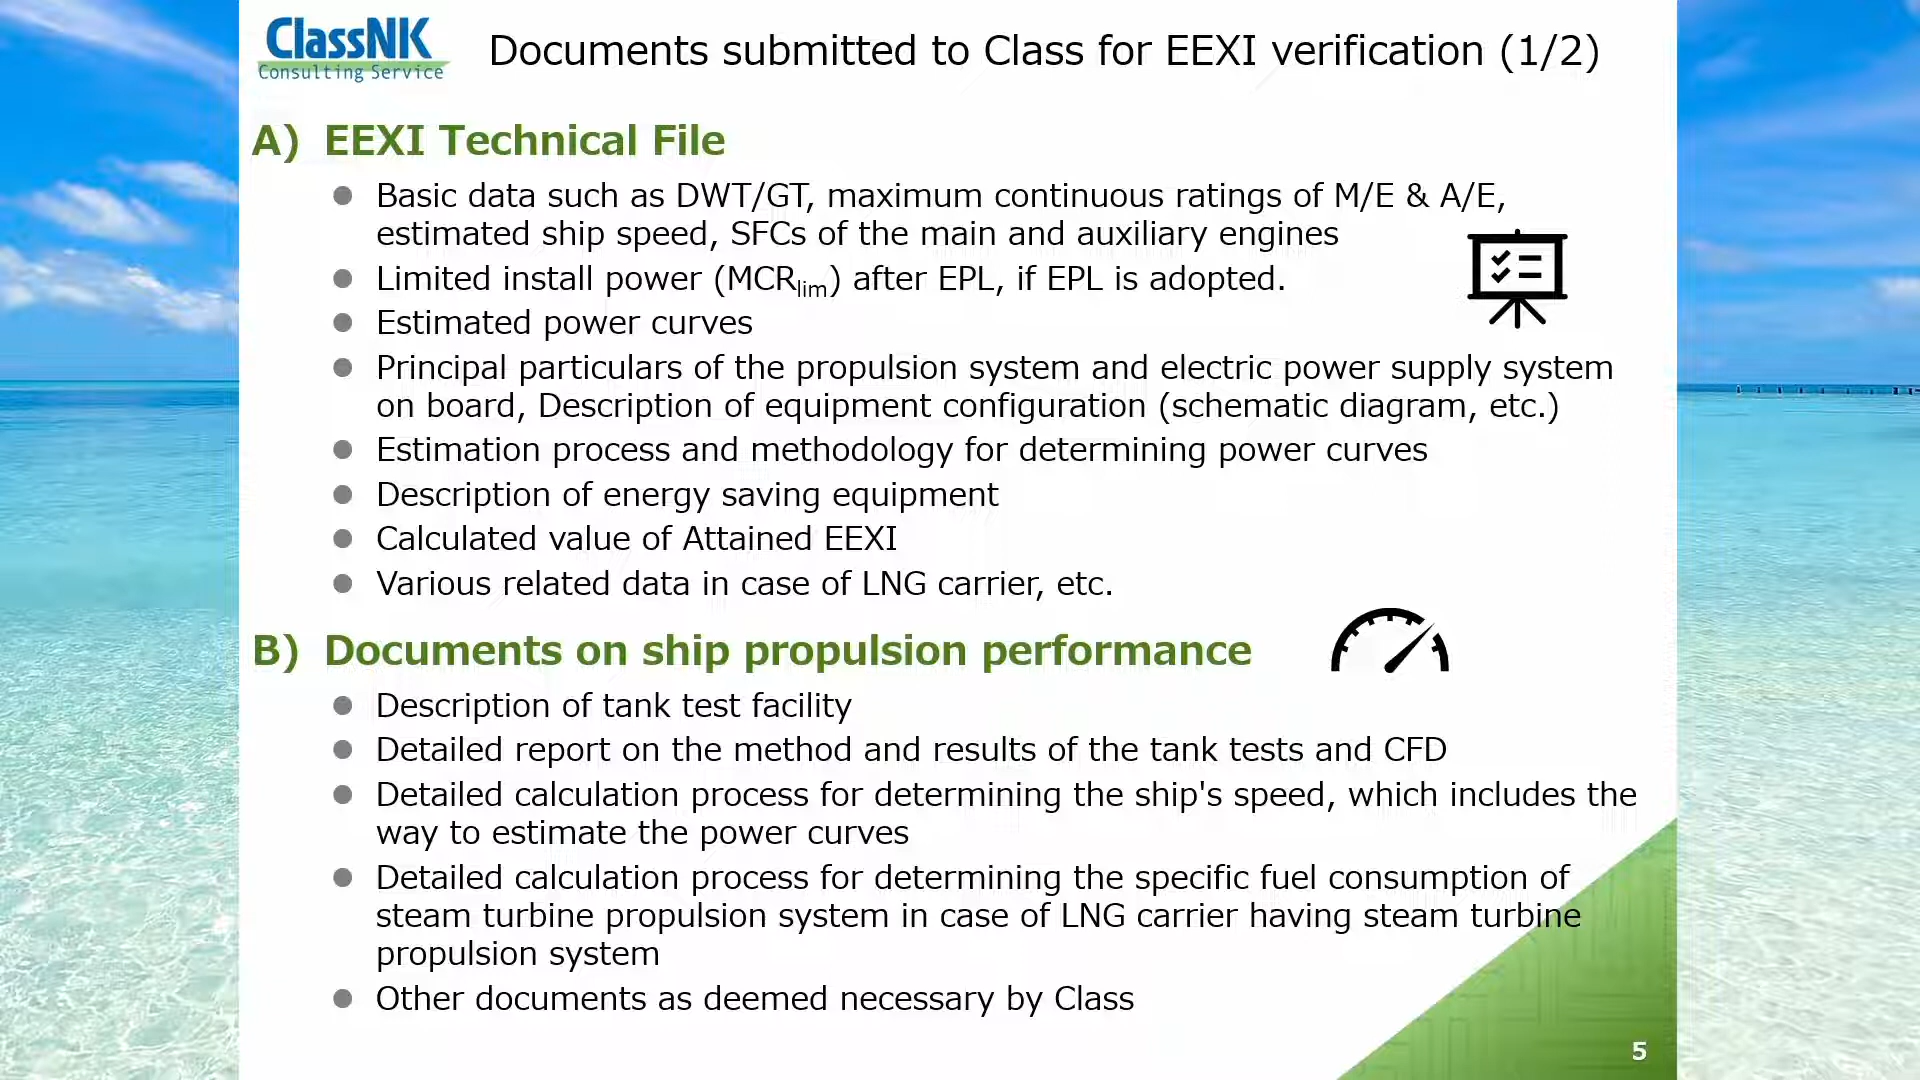 ClassNK
Consulting Service
Documents submitted to Class for EEXI verification (1/2)
A) EEXI Technical File
● Basic data such as DWT/GT, maximum continuous ratings of M/E & A/E,
estimated ship speed, SFCs of the main and auxiliary engines
● Limited install power (MCRlim) after EPL, if EPL is adopted.
● Estimated power curves
● Principal particulars of the propulsion system and electric power supply system
on board, Description of equipment configuration (schematic diagram, etc.)
● Estimation process and methodology for determining power curves
● Description of energy saving equipment
● Calculated value of Attained EEXI
● Various related data in case of LNG carrier, etc.
B) Documents on ship propulsion performance
● Description of tank test facility
● Detailed report on the method and results of the tank tests and CFD
● Detailed calculation process for determining the ship's speed, which includes the
way to estimate the power curves
● Detailed calculation process for determining the specific fuel consumption of
steam turbine propulsion system in case of LNG carrier having steam turbine
propulsion system
● Other documents as deemed necessary by Class
5